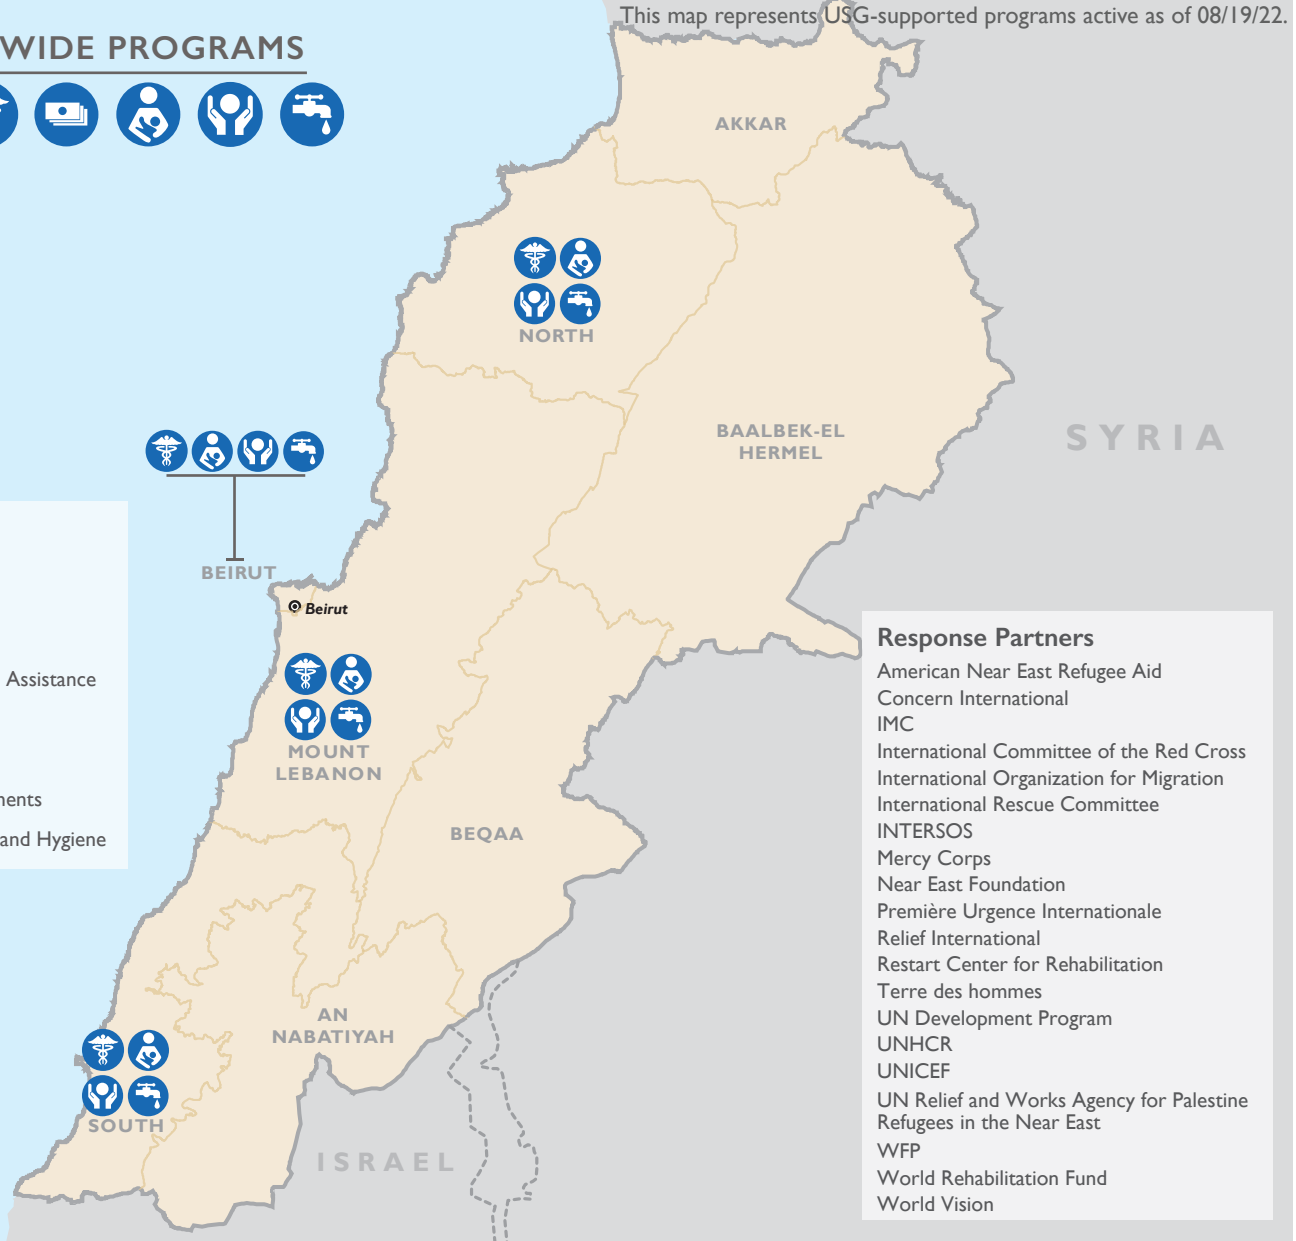 This map represents USG-supported programs active as of 08/19/22.
WIDE PROGRAMS
AKKAR
NORTH
BAALBEK-EL
HERMEL
SYRIA
BEIRUT
Beirut
Assistance
and Hygiene
MOUNT
LEBANON
BEQAA
AN
NABATIYAH
SOUTH
ISRAEL
Response Partners
American Near East Refugee Aid
Concern International
IMC
International Committee of the Red Cross
International Organization for Migration
International Rescue Committee
INTERSOS
Mercy Corps
Near East Foundation
Première Urgence Internationale
Relief International
Restart Center for Rehabilitation
Terre des hommes
UN Development Program
UNHCR
UNICEF
UN Relief and Works Agency for Palestine
Refugees in the Near East
WFP
World Rehabilitation Fund
World Vision